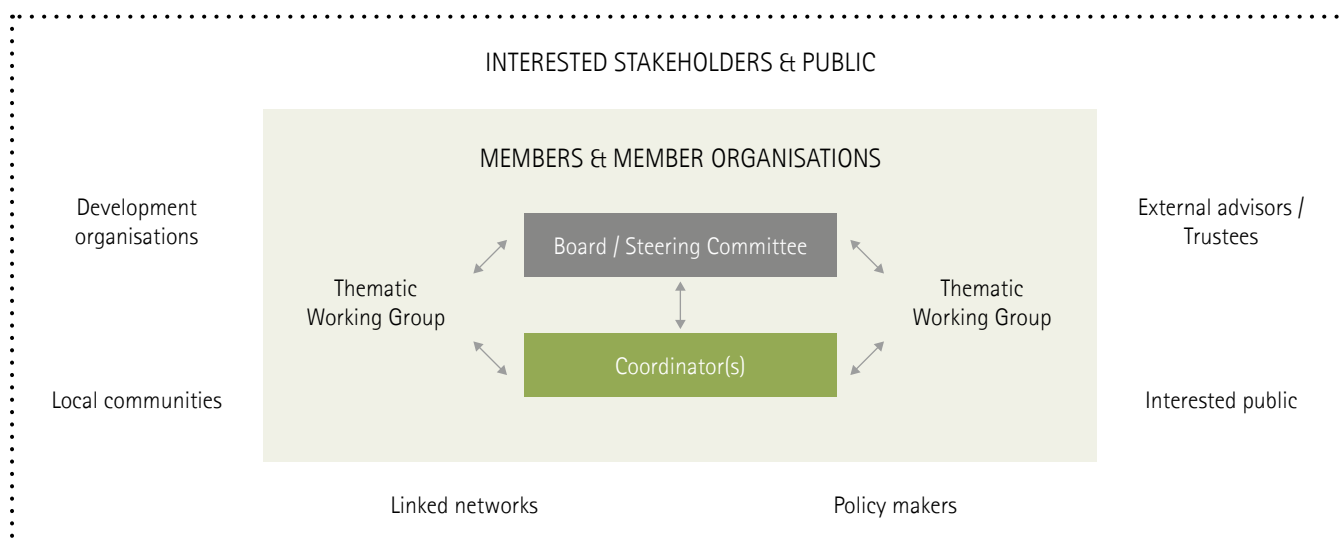 INTERESTED STAKEHOLDERS & PUBLIC
MEMBERS & MEMBER ORGANISATIONS
Development
organisations
External advisors /
Trustees
Board / Steering Committee
Thematic
Working Group
Thematic
Working Group
Coordinator(s)
Local communities
Interested public
Linked networks
Policy makers